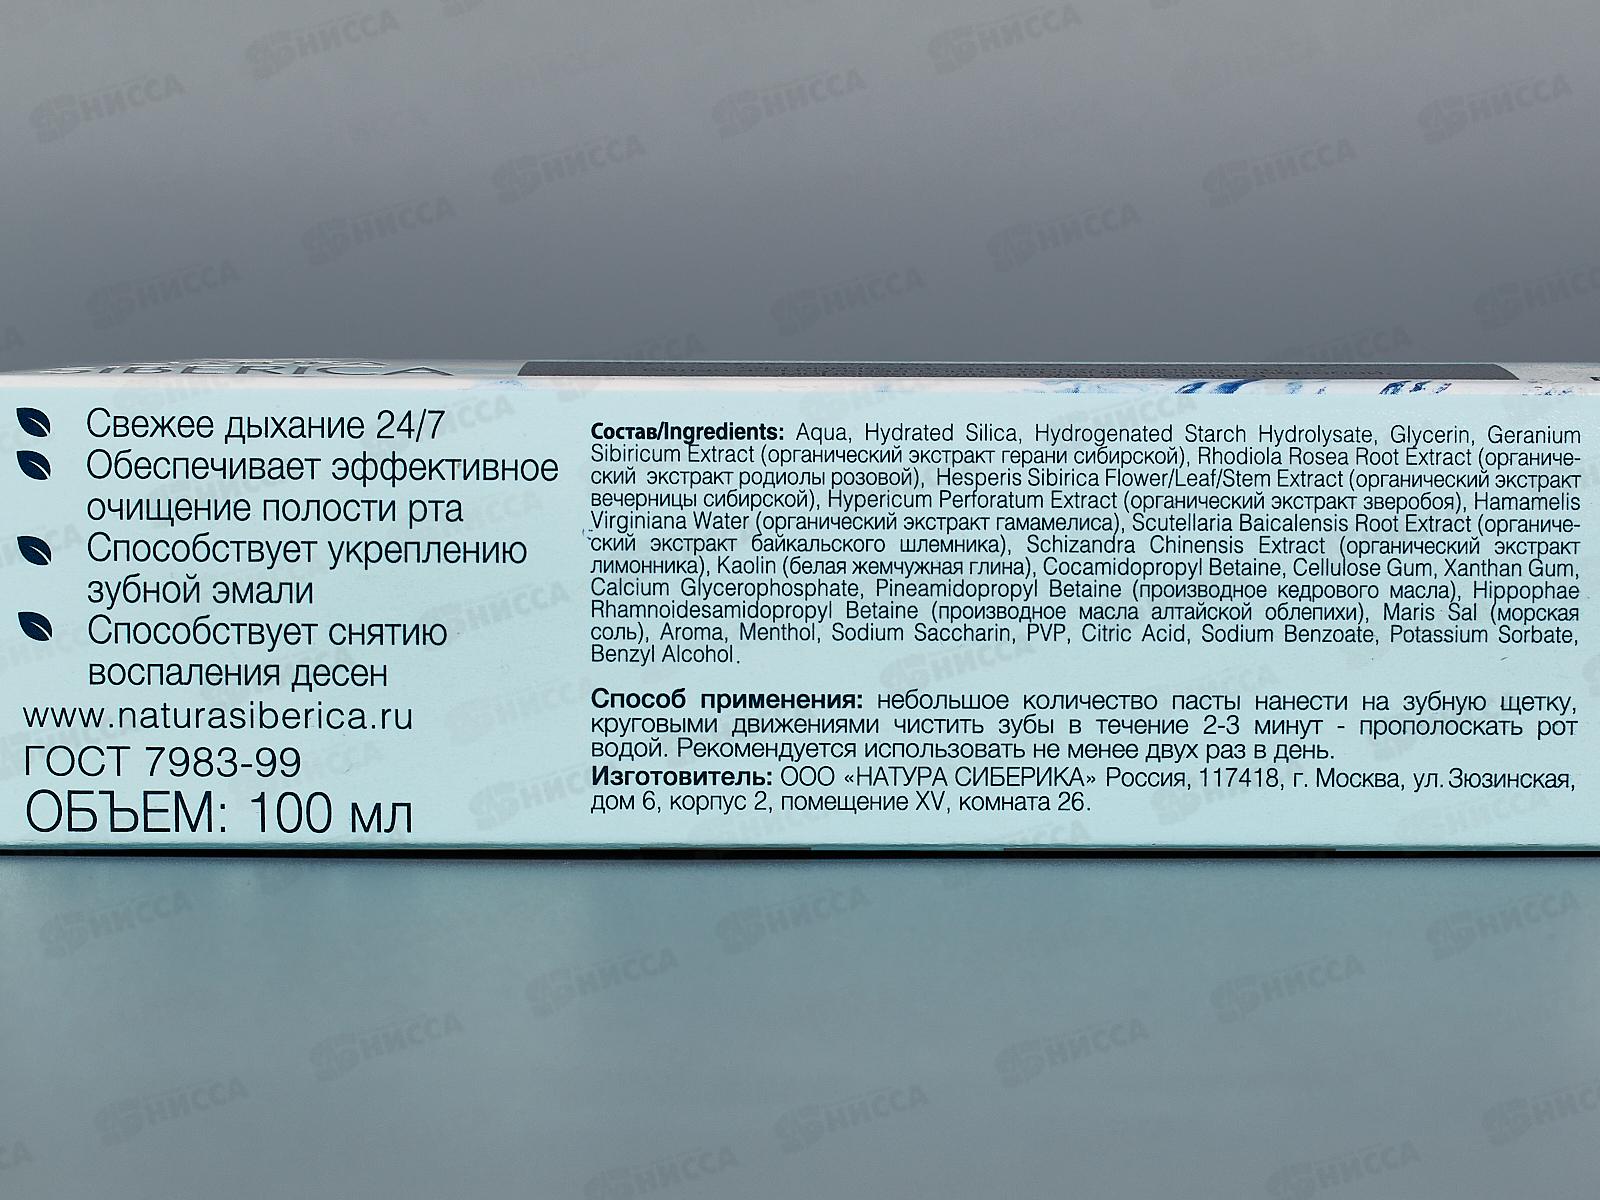 SIBERICA
Свежее дыхание 24/7
Обеспечивает эффективное
очищение полости рта
Способствует укреплению
зубной эмали
Способствует снятию
воспаления десен
www.naturasiberica.ru
ГОСТ 7983-99
ОБЪЕМ: 100 мл
Состав/Ingredients: Aqua, Hydrated Silica, Hydrogenated Starch Hydrolysate, Glycerin, Geranium
Sibiricum Extract (органический экстракт герани сибирской), Rhodiola Rosea Root Extract (органиче-
ский экстракт родиолы розовой), Hesperis Sibirica Flower/Leaf/Stem Extract (органический экстракт
вечерницы сибирской), Hypericum Perforatum Extract (органический экстракт зверобоя), Hamamelis
Virginiana Water (органический экстракт гамамелиса), Scutellaria Baicalensis Root Extract (органиче-
ский экстракт байкальского шлемника), Schizandra Chinensis Extract (органический экстракт
лимонника), Kaolin (белая жемчужная глина), Cocamidopropyl Betaine, Cellulose Gum, Xanthan Gum,
Calcium Glycerophosphate, Pineamidopropyl Betaine (производное кедрового масла), Hippophae
Rhamnoidesamidopropyl Betaine (производное масла алтайской облепихи), Maris Sal (морская
соль), Aroma, Menthol, Sodium Saccharin, PVP, Citric Acid, Sodium Benzoate, Potassium Sorbate,
Benzyl Alcohol.
Способ применения: небольшое количество пасты нанести на зубную щетку,
круговыми движениями чистить зубы в течение 2-3 минут - прополоскать рот
водой. Рекомендуется использовать не менее двух раз в день.
Изготовитель: ООО «НАТУРА СИБЕРИКА» Россия, 117418, г. Москва, ул. Зюзинская,
дом 6, корпус 2, помещение XV, комната 26.
НИССА